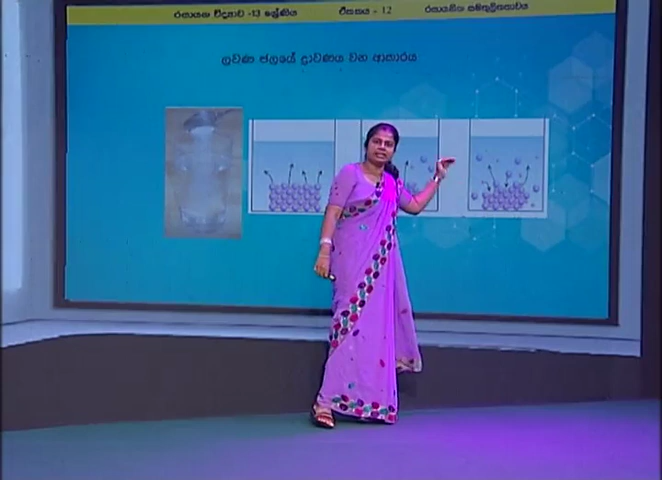 රසායන විද්‍යාව -13 ශ්‍රේණිය ඒකකය - 12 රසායනික සමතුලිතතාවය
ලවණ ජලයේ ද්‍රාවණය වන ආකාරය